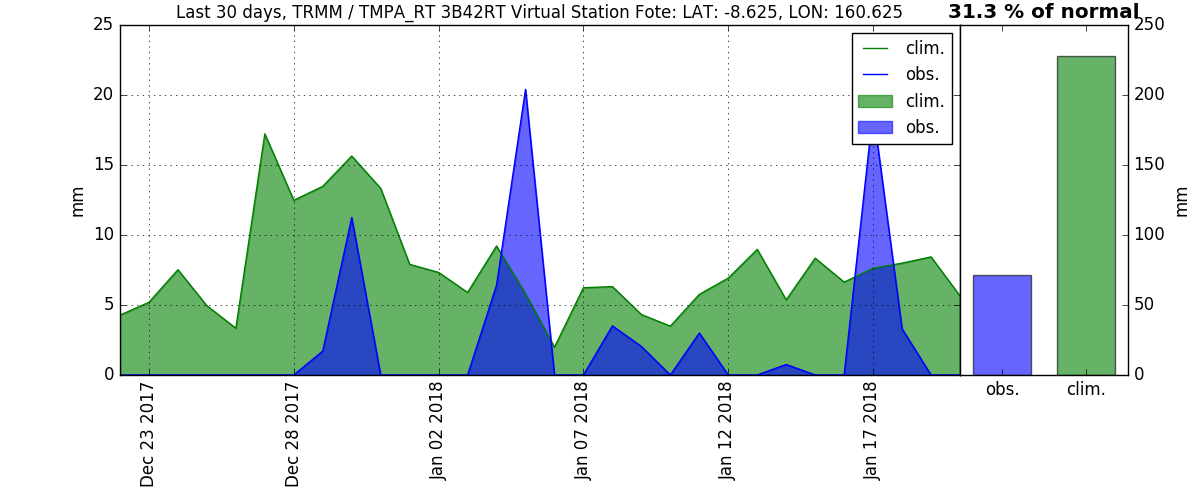 Last 30 days, TRMM / TMPA_RT 3B42RT Virtual Station Fote: LAT: -8.625, LON: 160.625
31.3 % of normal
25
20
15
10
5
0
mm
clim.
obs.
clim.
obs.
250
200
150
100
50
0
mm
Dec 23 2017
Dec 28 2017
Jan 02 2018
Jan 07 2018
Jan 12 2018
Jan 17 2018
obs.
clim.